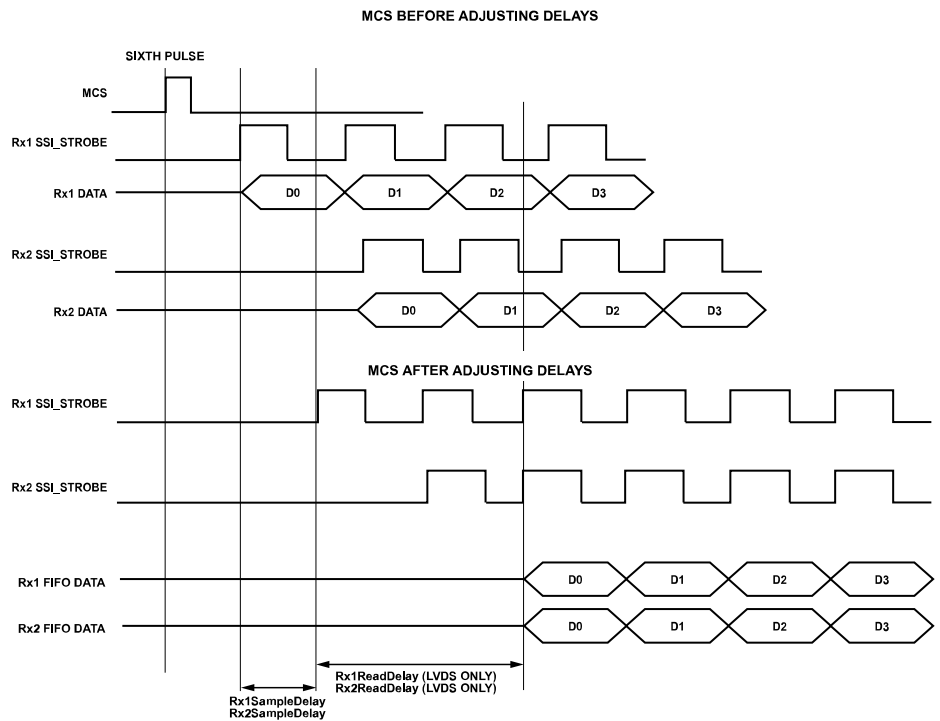 MCS BEFORE ADJUSTING DELAYS
SIXTH PULSE
MCS
Rx1 SSI_STROBE
Rx1 DATA
D0 D1 D2 D3
Rx2 SSI_STROBE
Rx2 DATA
D0 D1 D2 D3
MCS AFTER ADJUSTING DELAYS
Rx1 SSI_STROBE
Rx2 SSI_STROBE
Rx1 FIFO DATA
D0 D1 D2 D3
Rx2 FIFO DATA
D0 D1 D2 D3
Rx1ReadDelay (LVDS ONLY)
Rx2ReadDelay (LVDS ONLY)
Rx1SampleDelay
Rx2SampleDelay